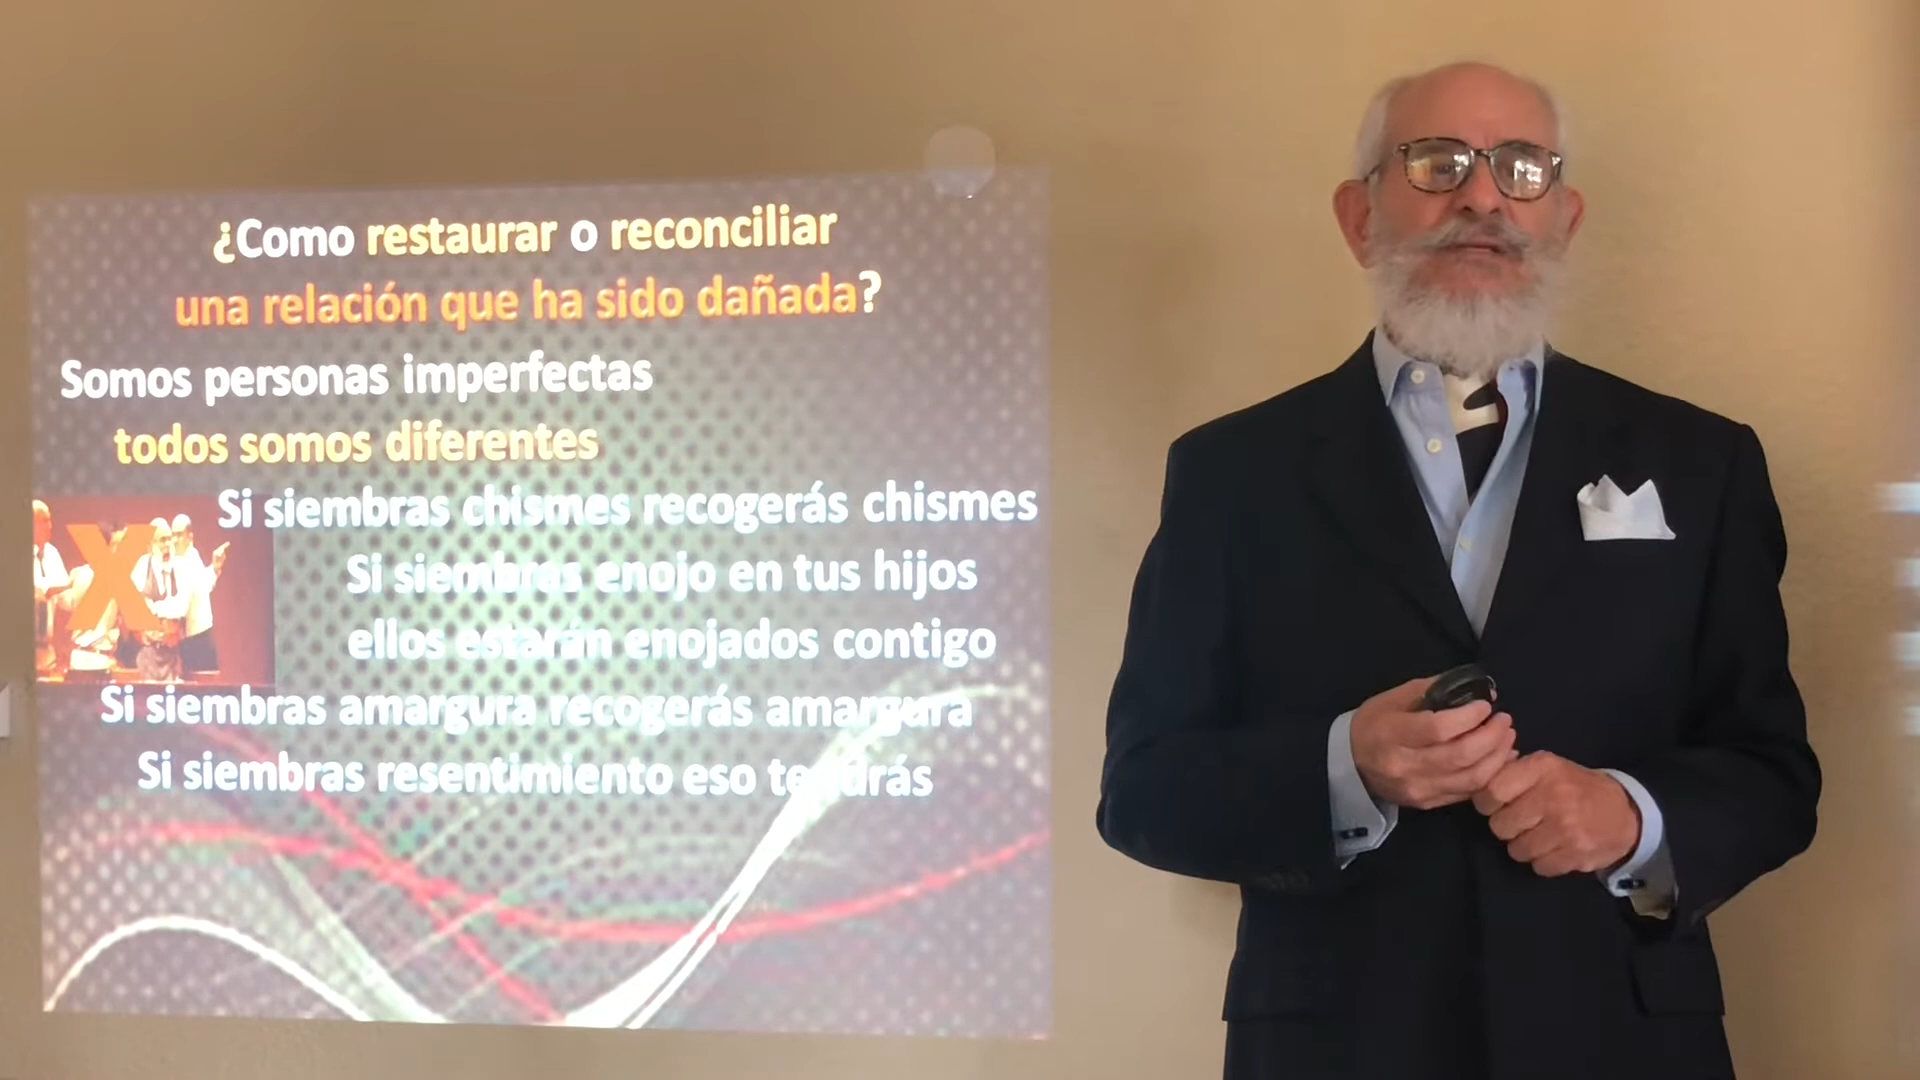 ¿Como restaurar o reconciliar
una relación que ha sido dañada?
Somos personas imperfectas
todos somos diferentes
Si siembras chismes recogerás chismes
Si siembras enojo en tus hijos
ellos estarán enojados contigo
Si siembras amargura recogerás amargura
Si siembras resentimiento eso tendrás
X